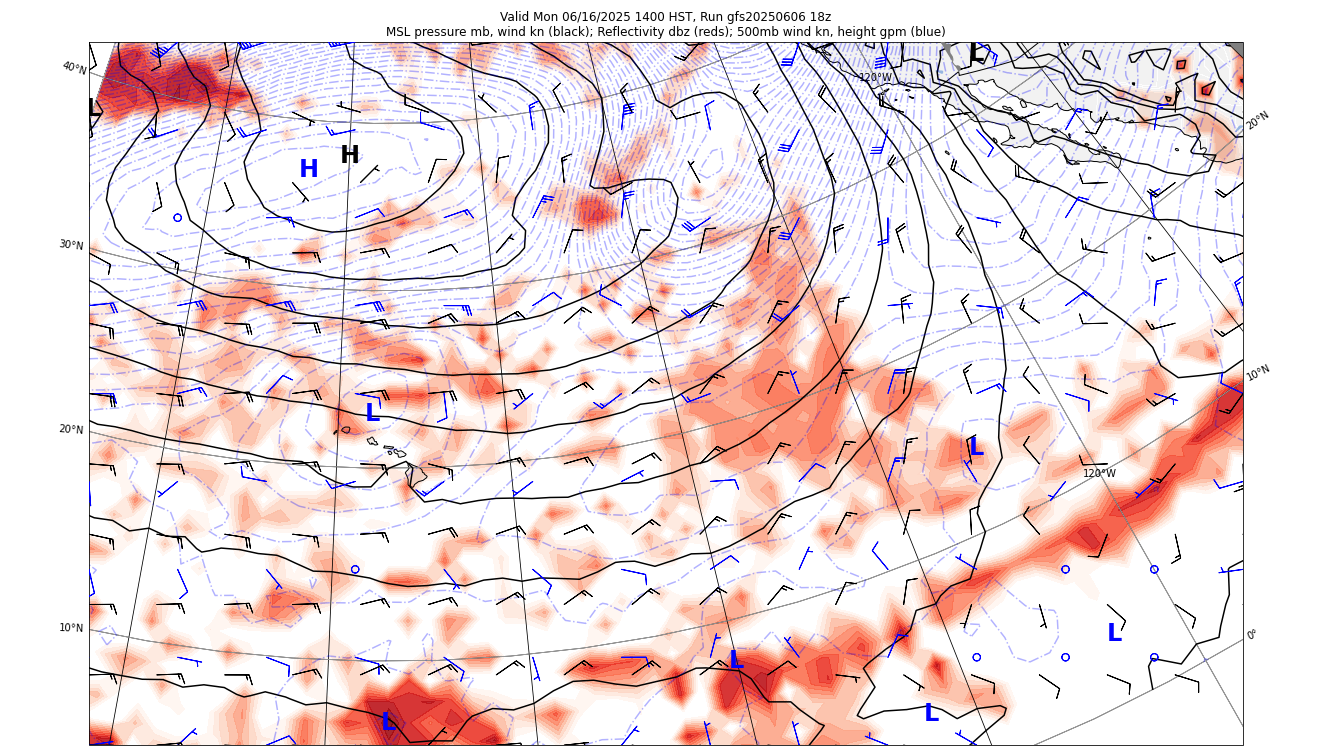 Valid Mon 06/16/2025 1400 HST, Run gfs20250606 18z
MSL pressure mb, wind kn (black); Reflectivity dbz (reds); 500mb wind kn, height gpm (blue)
L
40°N
120°W
L
20°N
H
H
30°N
10°N
L
20°N
L
120°W
10°N
L
0°
L
L
L